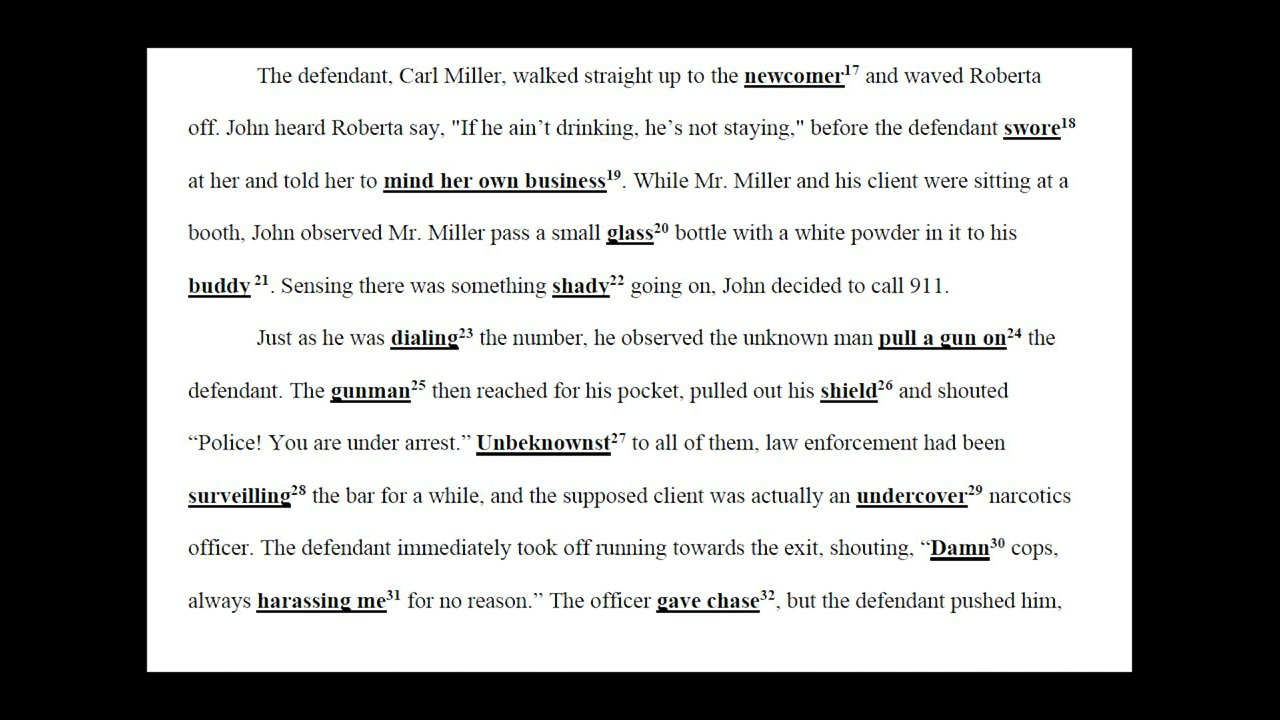 The defendant, Carl Miller, walked straight up to the newcomer17 and waved Roberta
off. John heard Roberta say, "If he ain’t drinking, he’s not staying," before the defendant swore18
at her and told her to mind her own business19. While Mr. Miller and his client were sitting at a
booth, John observed Mr. Miller pass a small glass20 bottle with a white powder in it to his
buddy 21. Sensing there was something shady22 going on, John decided to call 911.
Just as he was dialing23 the number, he observed the unknown man pull a gun on24 the
defendant. The gunman25 then reached for his pocket, pulled out his shield26 and shouted
“Police! You are under arrest.” Unbeknownst27 to all of them, law enforcement had been
surveilling28 the bar for a while, and the supposed client was actually an undercover29 narcotics
officer. The defendant immediately took off running towards the exit, shouting, “Damn30 cops,
always harassing me31 for no reason.” The officer gave chase32, but the defendant pushed him,